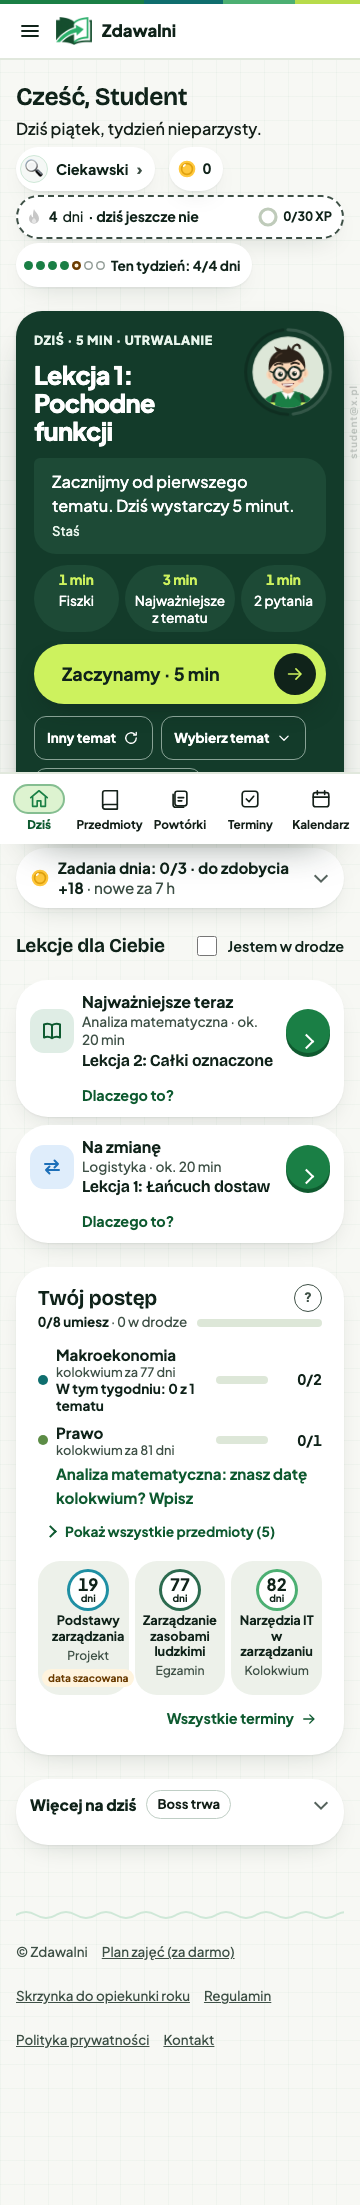 Zdawalni
Cześć, Student
Dziś piątek, tydzień nieparzysty.
Ciekawski ›
0
4 dni · dziś jeszcze nie
0/30 XP
Ten tydzień: 4/4 dni
DZIŚ · 5 MIN · UTRWALANIE
Lekcja 1:
Pochodne
funkcji
student@x.pl
Zacznijmy od pierwszego
tematu. Dziś wystarczy 5 minut.
Staś
1 min
Fiszki
3 min
Najważniejsze
z tematu
1 min
2 pytania
Zaczynamy · 5 min
Inny temat
Wybierz temat
Dziś
Przedmioty
Powtórki
Terminy
Kalendarz
Zadania dnia: 0/3 · do zdobycia
+18 · nowe za 7 h
Lekcje dla Ciebie
Jestem w drodze
Najważniejsze teraz
Analiza matematyczna · ok.
20 min
Lekcja 2: Całki oznaczone
Dlaczego to?
Na zmianę
Logistyka · ok. 20 min
Lekcja 1: Łańcuch dostaw
Dlaczego to?
Twój postęp
?
0/8 umiesz · 0 w drodze
Makroekonomia
kolokwium za 77 dni
W tym tygodniu: 0 z 1
tematu
0/2
Prawo
kolokwium za 81 dni
0/1
Analiza matematyczna: znasz datę
kolokwium? Wpisz
Pokaż wszystkie przedmioty (5)
19
dni
Podstawy
zarządzania
Projekt
data szacowana
77
dni
Zarządzanie
zasobami
ludzkimi
Egzamin
82
dni
Narzędzia IT
w
zarządzaniu
Kolokwium
Wszystkie terminy →
Więcej na dziś
Boss trwa
© Zdawalni
Plan zajęć (za darmo)
Skrzynka do opiekunki roku
Regulamin
Polityka prywatności
Kontakt